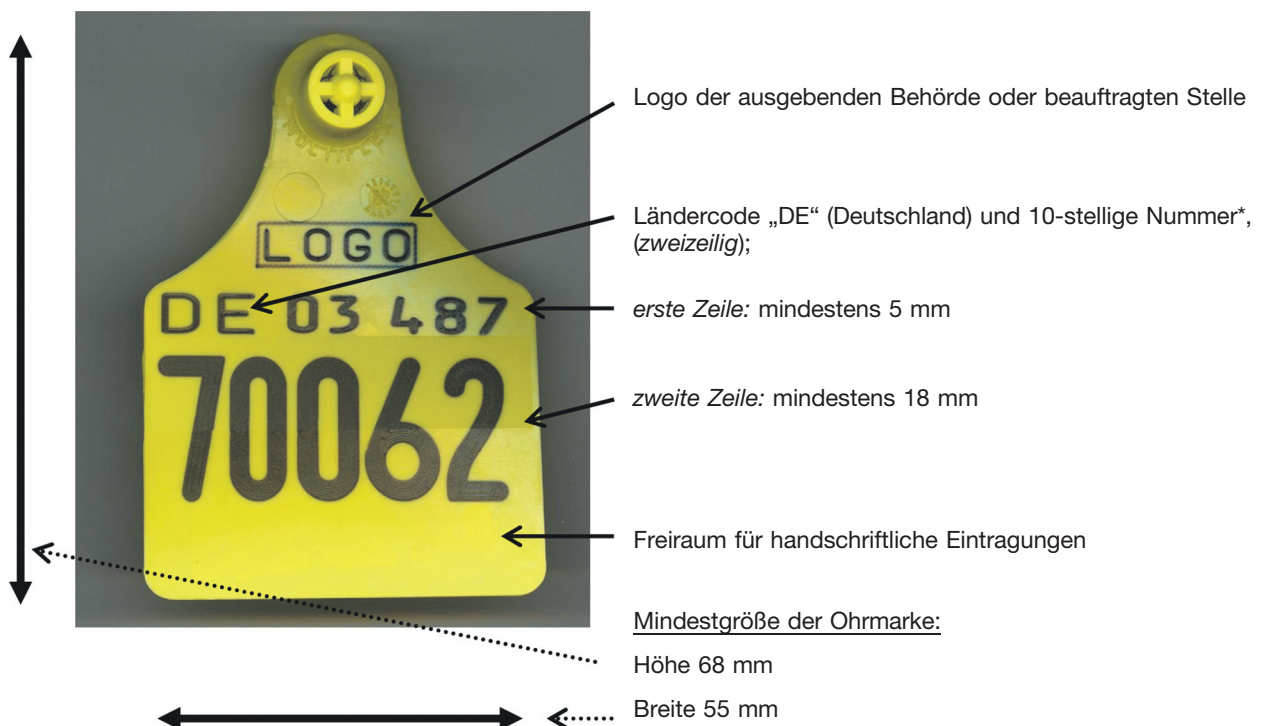 Logo der ausgebenden Behörde oder beauftragten Stelle
Ländercode „DE“ (Deutschland) und 10-stellige Nummer*,
(zweizeilig);
LOGO
DE 03 487
erste Zeile: mindestens 5 mm
70062
zweite Zeile: mindestens 18 mm
Freiraum für handschriftliche Eintragungen
Mindestgröße der Ohrmarke:
Höhe 68 mm
Breite 55 mm